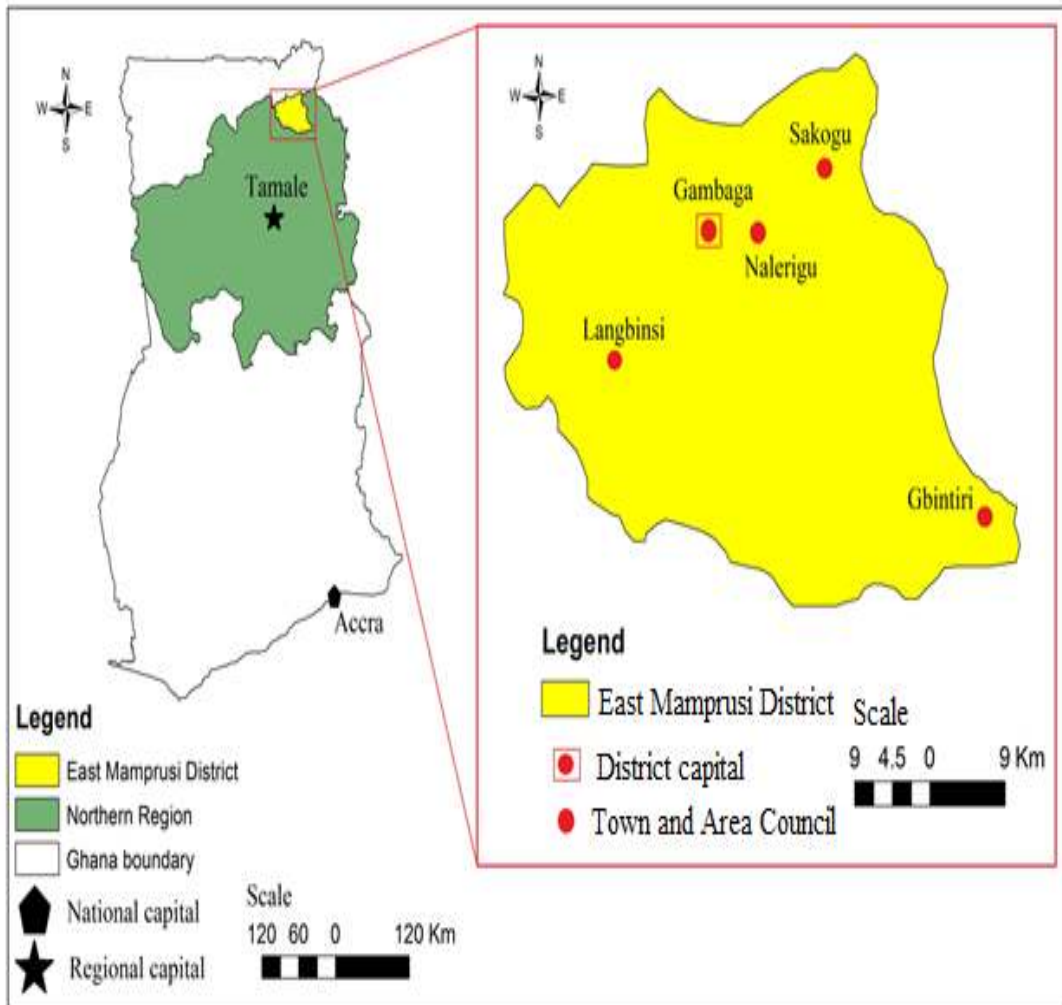 N
W E
S
Tamale
Accra
Legend
East Mamprusi District
Northern Region
Ghana boundary
National capital
Regional capital
Scale
120 60 0 120 Km
N
W E
S
Sakogu
Gambaga
Nalerigu
Langbinsi
Gbintiri
Legend
East Mamprusi District
District capital
Town and Area Council
Scale
9 4.5 0 9 Km